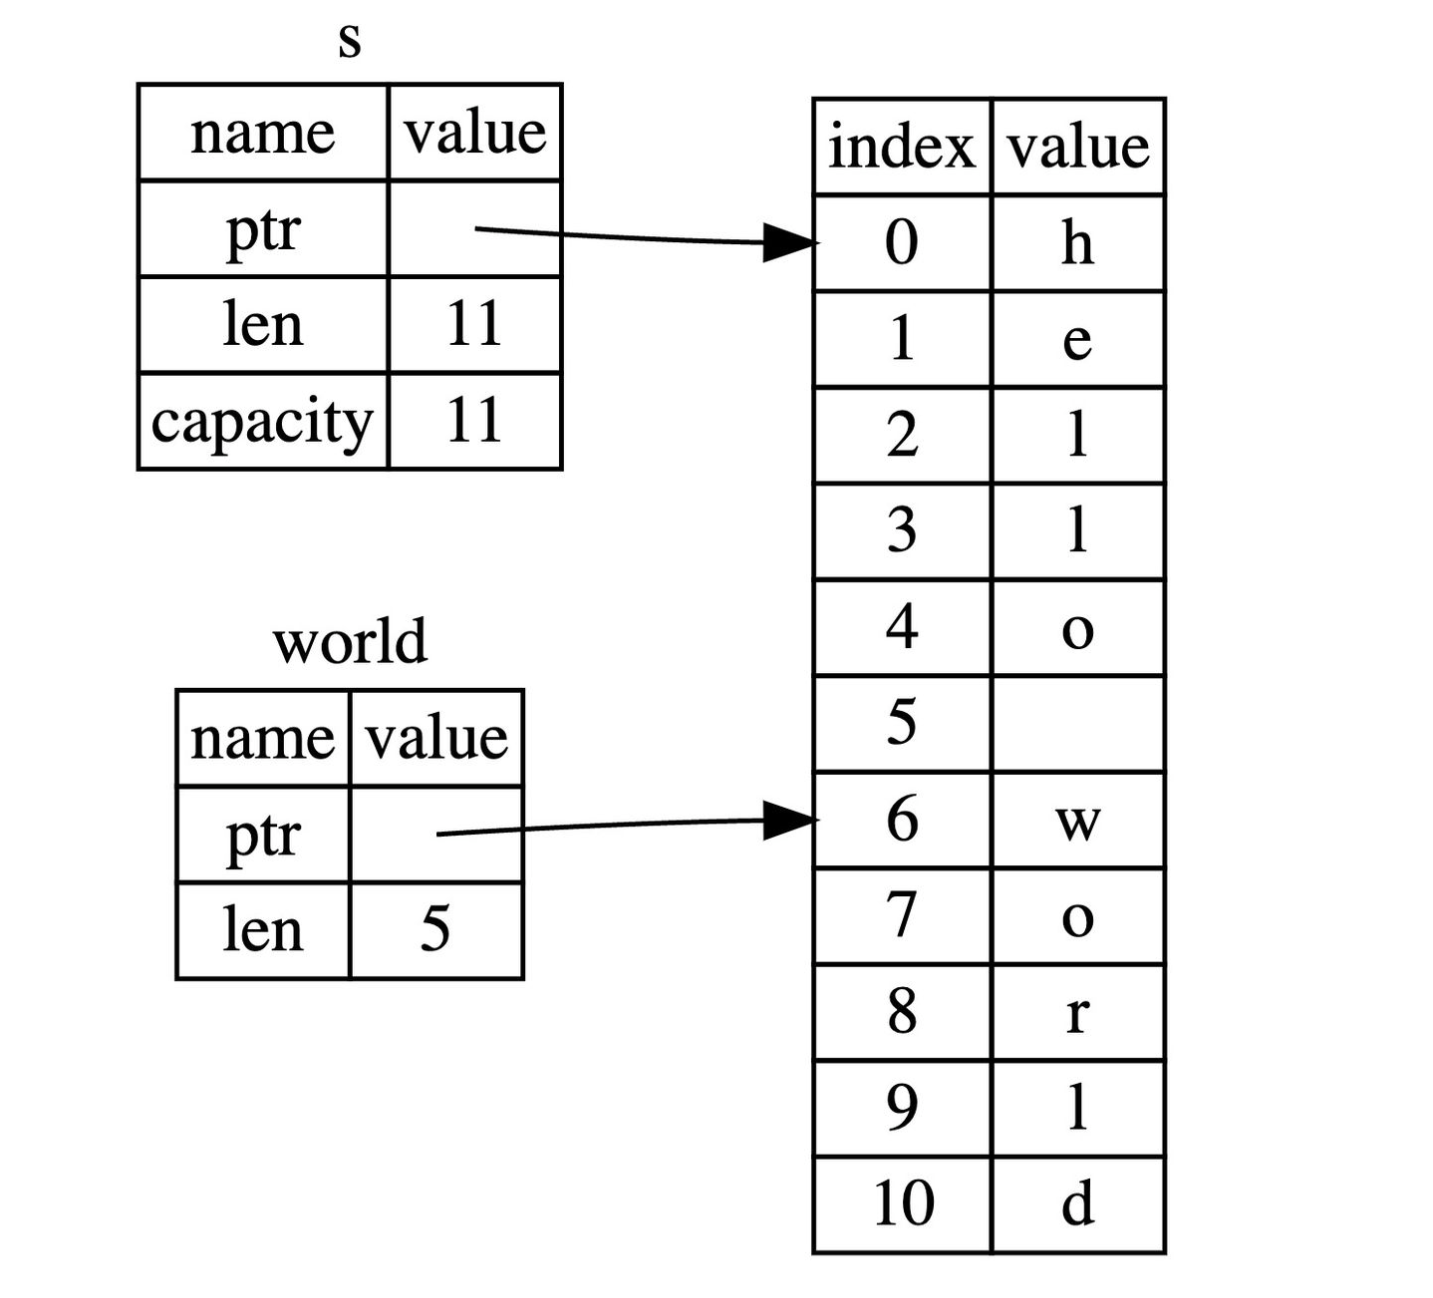 s
name value
ptr
len 11
capacity 11
world
name value
ptr
len 5
index value
0 h
1 e
2 l
3 l
4 o
5
6 w
7 o
8 r
9 l
10 d